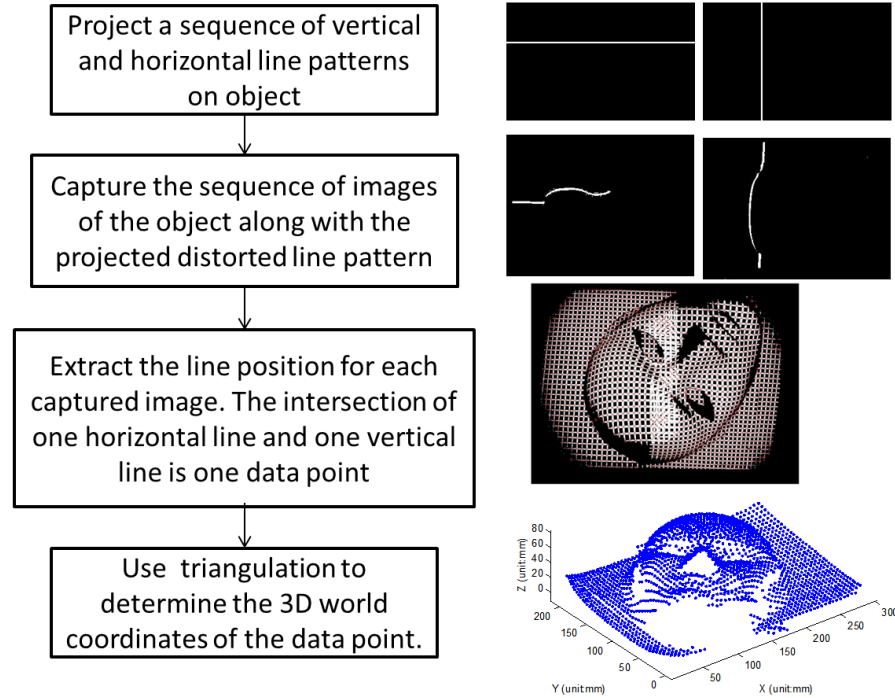 Project a sequence of vertical
and horizontal line patterns
on object
Capture the sequence of images
of the object along with the
projected distorted line pattern
Extract the line position for each
captured image. The intersection of
one horizontal line and one vertical
line is one data point
Use triangulation to
determine the 3D world
coordinates of the data point.
80
60
40
20
0
Z (unit:mm)
200
150
100
50
0
Y (unit:mm)
50
100
150
200
250
300
X (unit:mm)